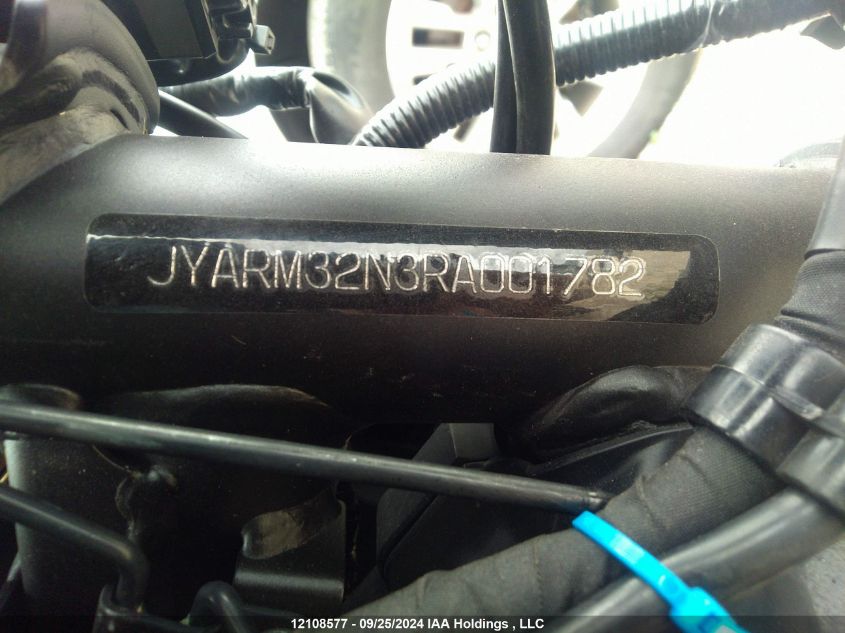 JYARM32N3RA001782
12108577 - 09/25/2024 IAA Holdings , LLC